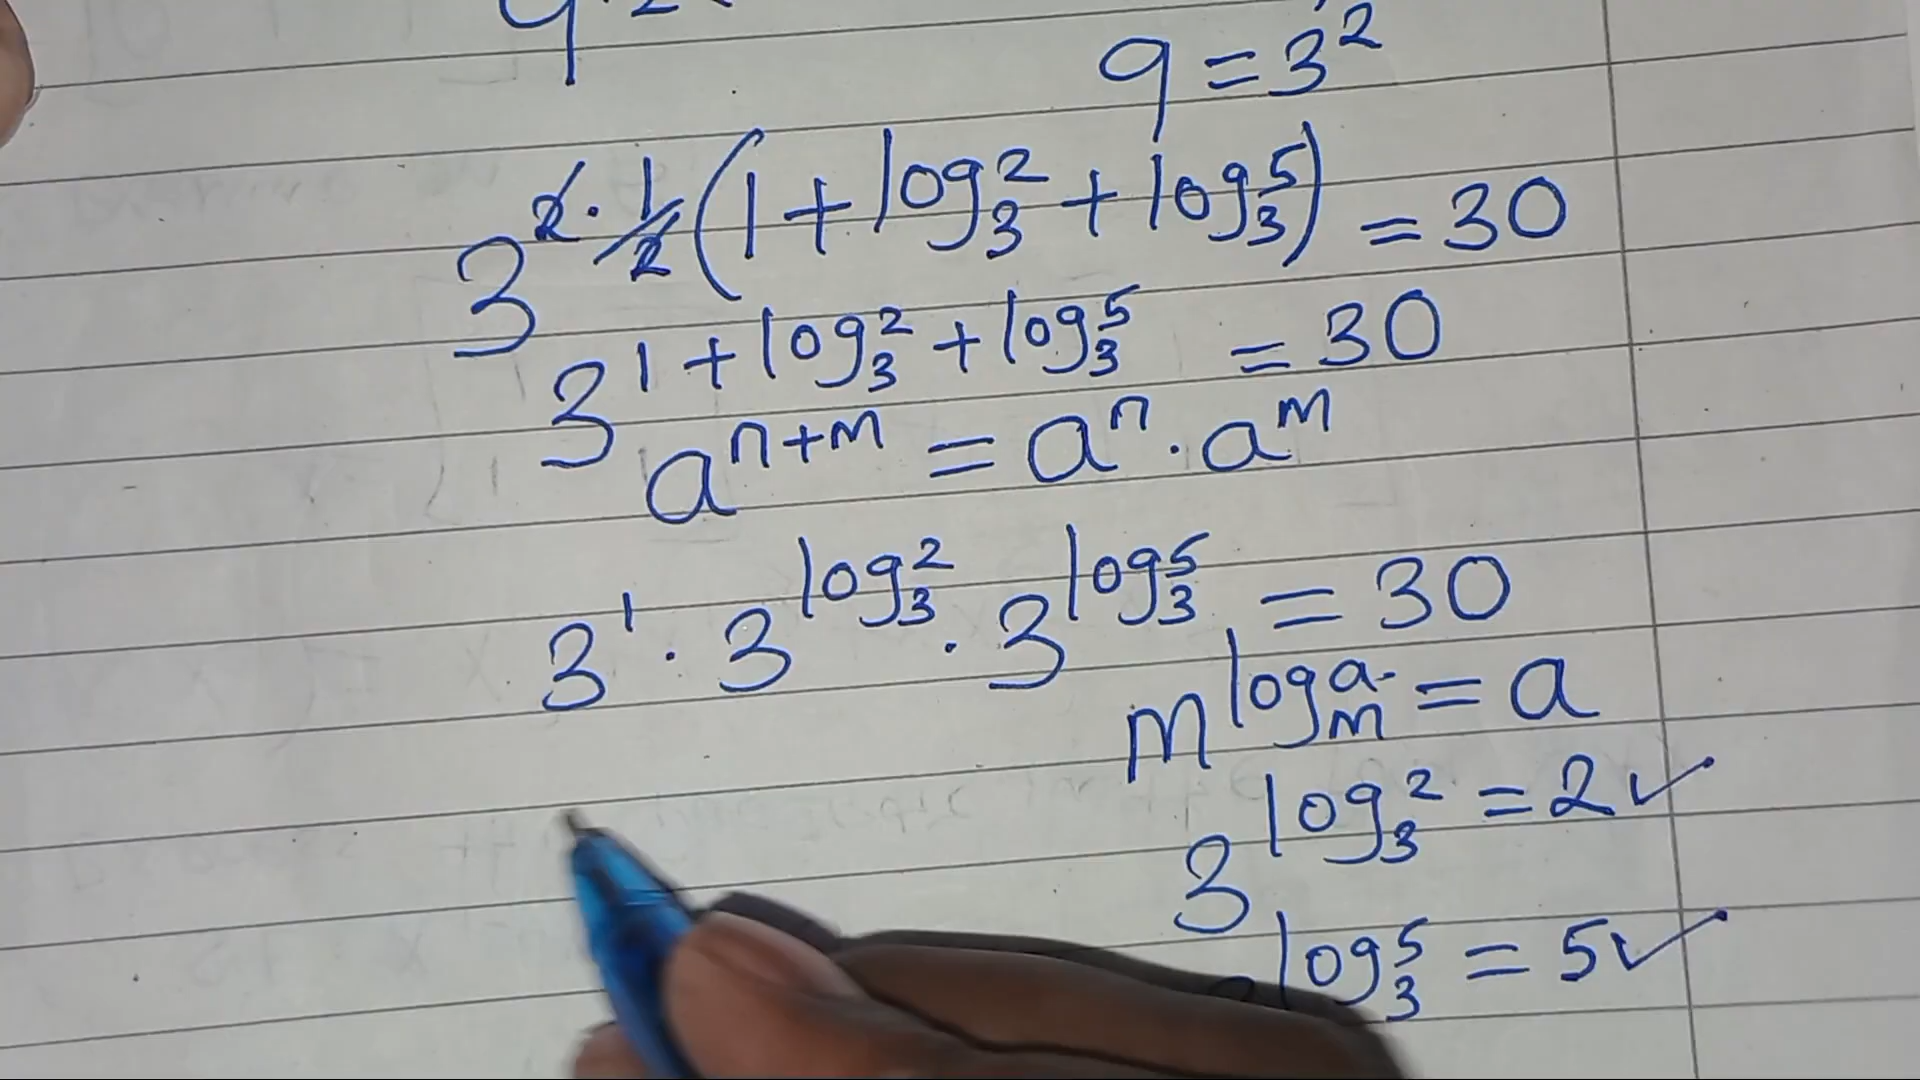 9 = 3²
3^(2·1/2(1 + log₃2 + log₃5)) = 30
3^(1 + log₃2 + log₃5) = 30
a^(n+m) = aⁿ · aᵐ
3¹ · 3^(log₃2) · 3^(log₃5) = 30
m^(logₘa) = a
3^(log₃2) = 2 ✓
log₃5 = 5 ✓